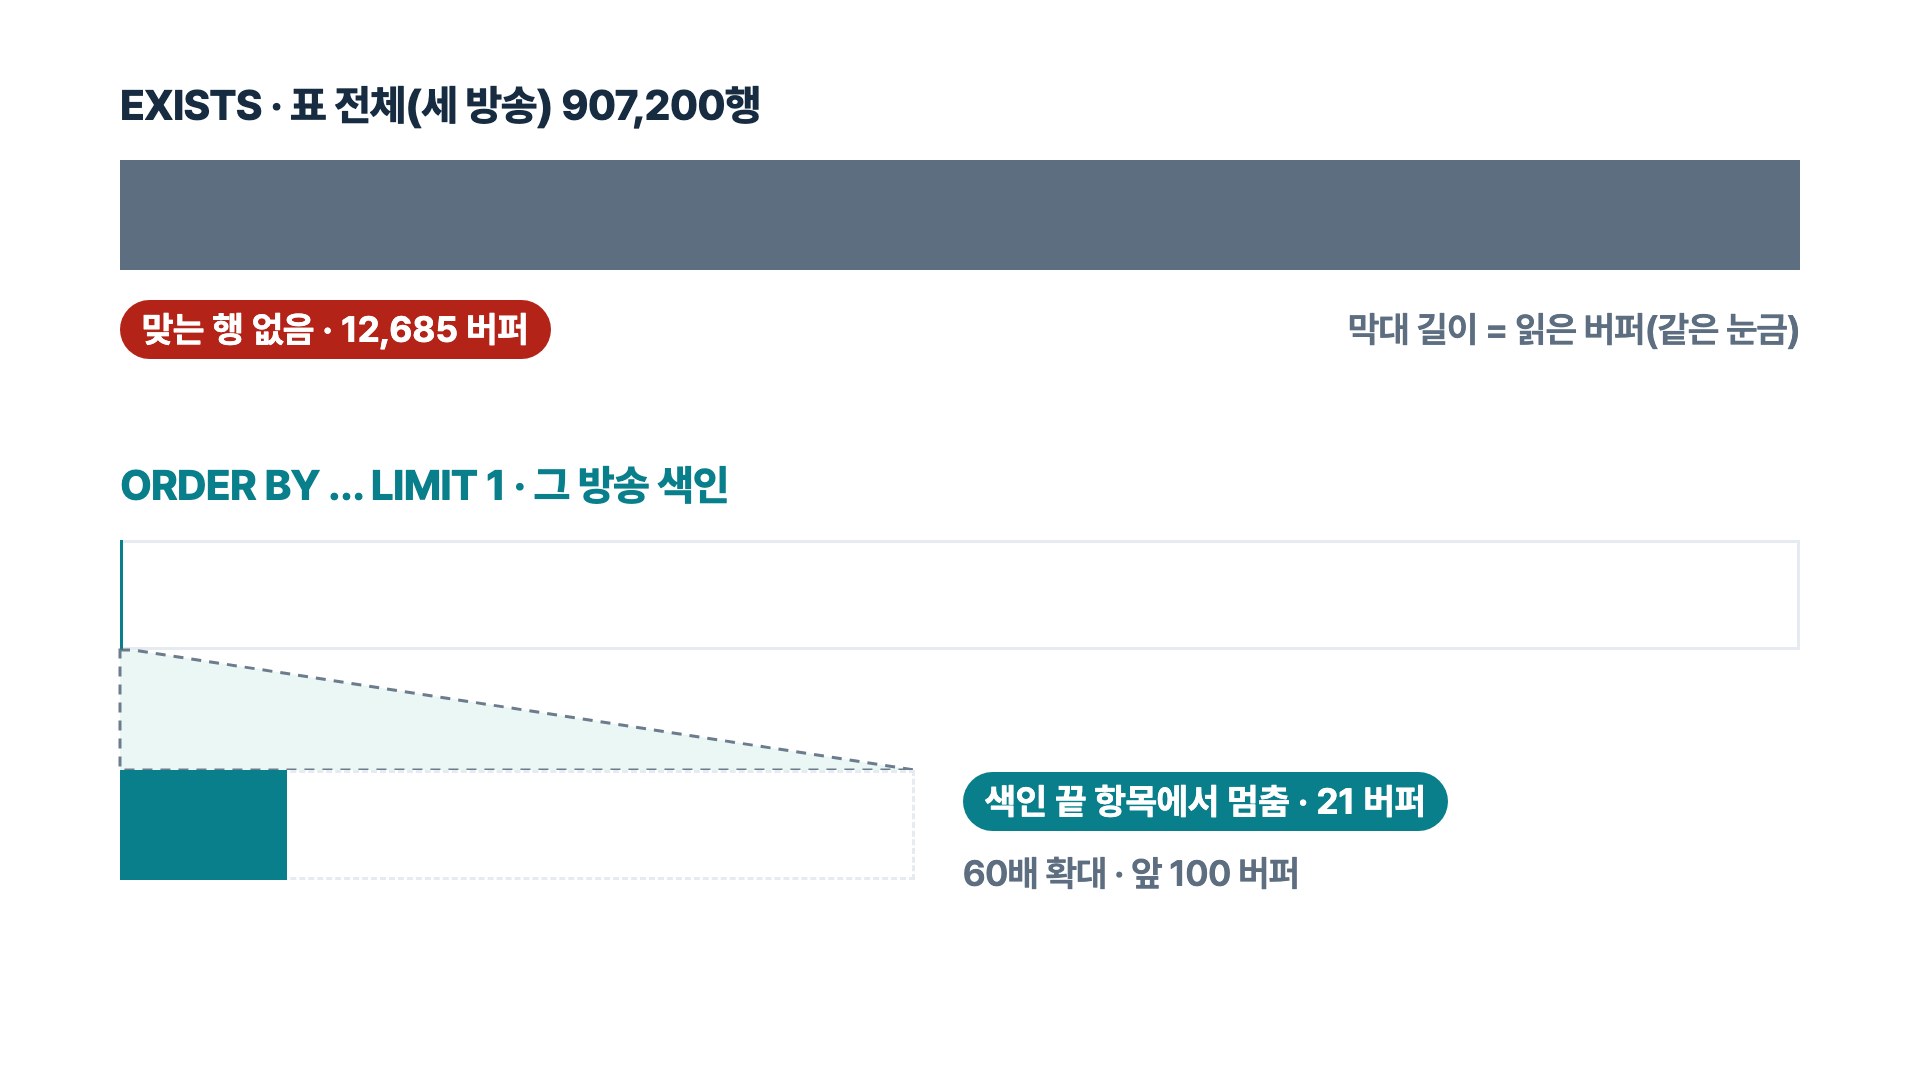 EXISTS · 표 전체(세 방송) 907,200행
맞는 행 없음 · 12,685 버퍼
막대 길이 = 읽은 버퍼(같은 눈금)
ORDER BY ... LIMIT 1 · 그 방송 색인
색인 끝 항목에서 멈춤 · 21 버퍼
60배 확대 · 앞 100 버퍼